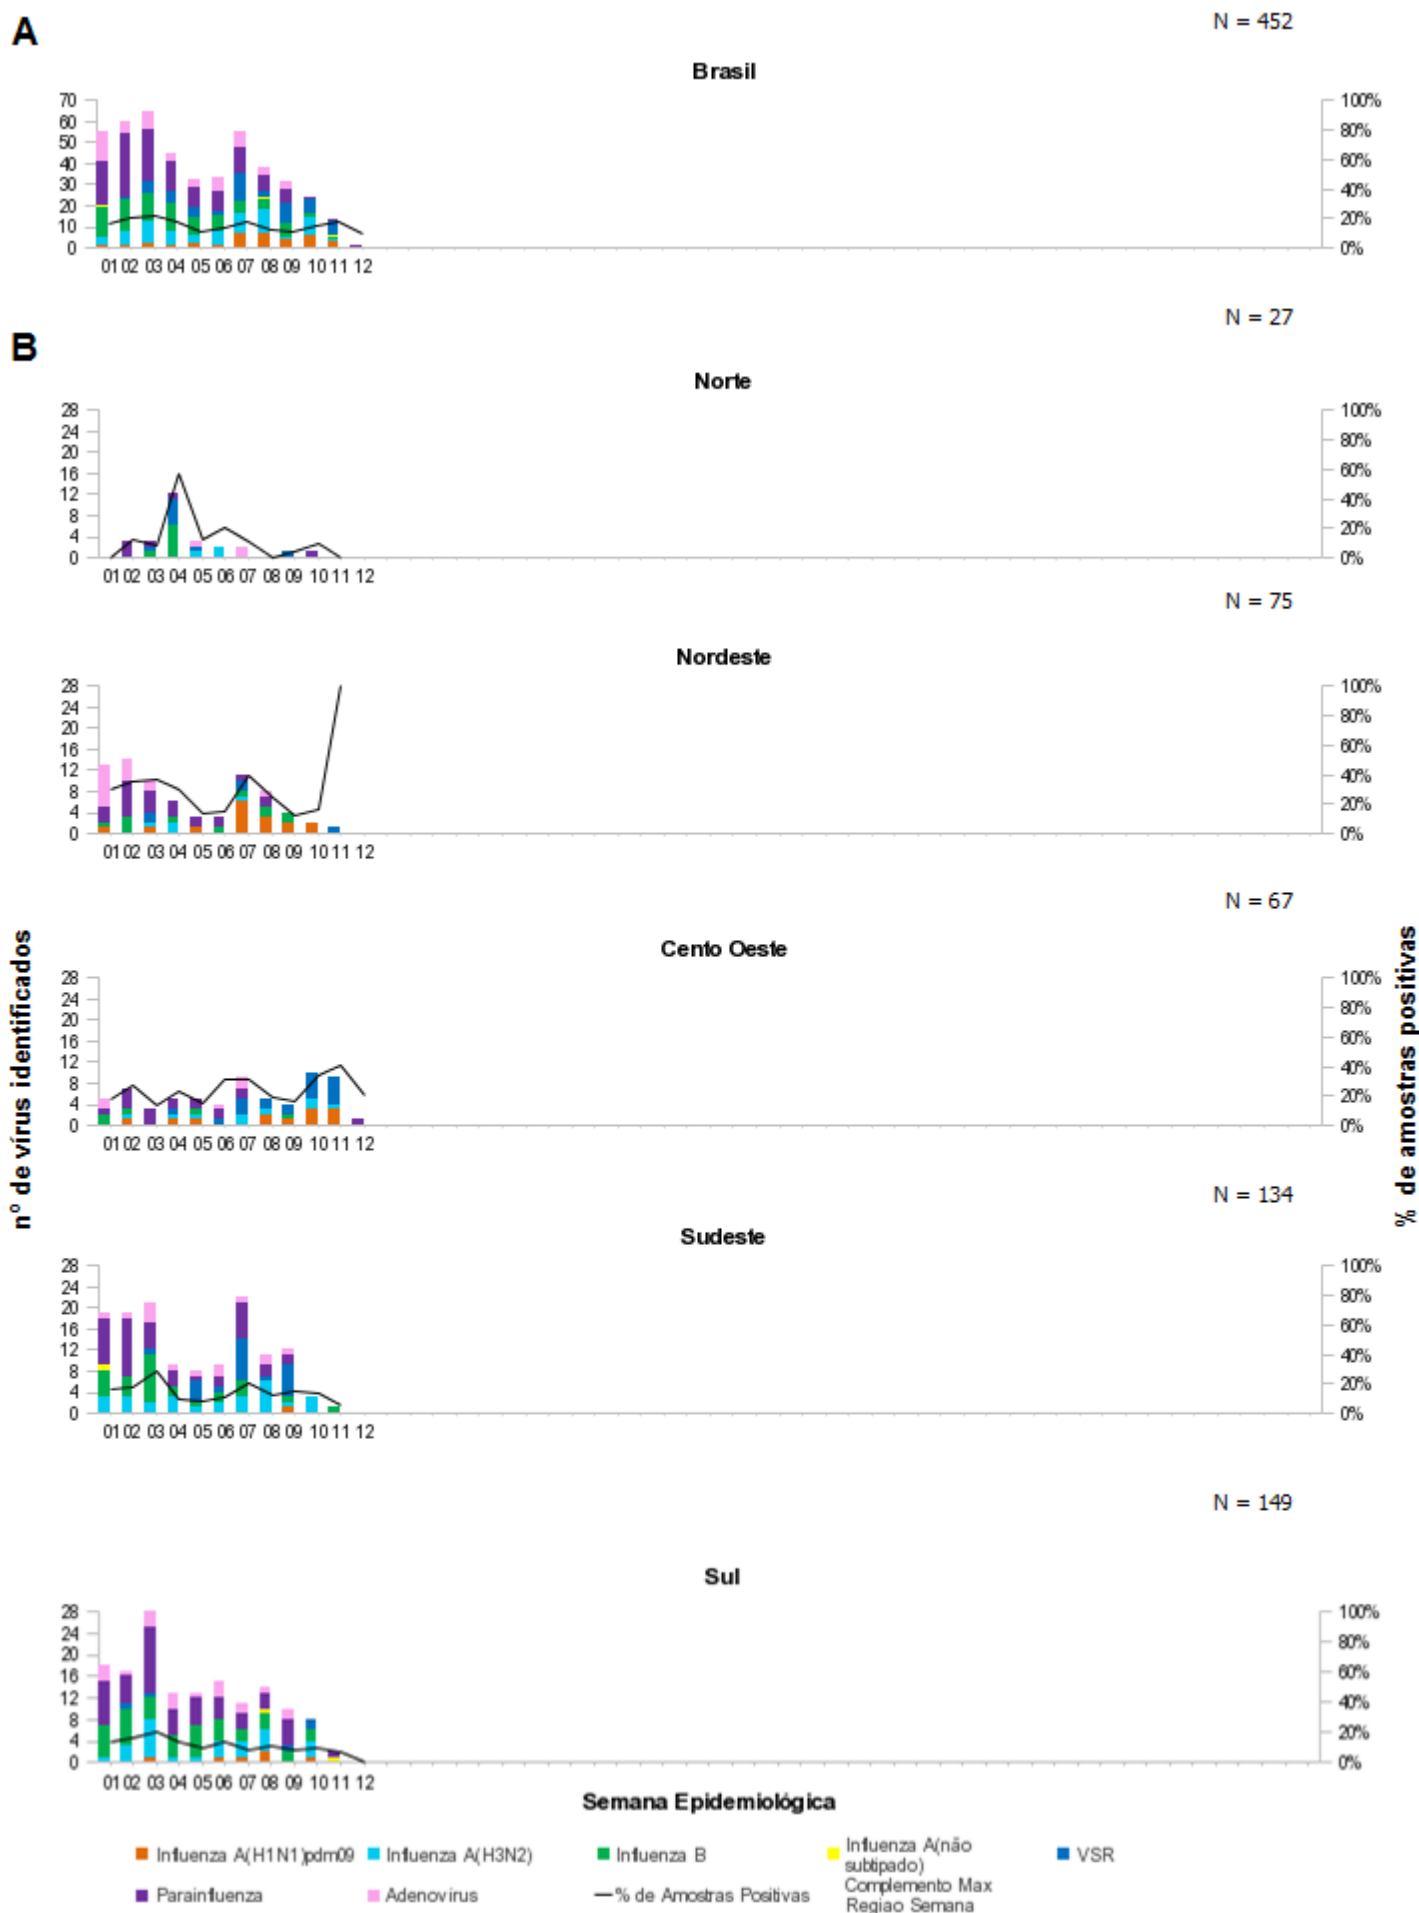 A
N = 452
Brasil
70
60
50
40
30
20
10
0
100%
80%
60%
40%
20%
0%
01 02 03 04 05 06 07 08 09 10 11 12
N = 27
B
Norte
28
24
20
16
12
8
4
0
100%
80%
60%
40%
20%
0%
01 02 03 04 05 06 07 08 09 10 11 12
N = 75
Nordeste
28
24
20
16
12
8
4
0
100%
80%
60%
40%
20%
0%
01 02 03 04 05 06 07 08 09 10 11 12
N = 67
Cento Oeste
28
24
20
16
12
8
4
0
100%
80%
60%
40%
20%
0%
01 02 03 04 05 06 07 08 09 10 11 12
nº de vírus identificados
% de amostras positivas
N = 134
Sudeste
28
24
20
16
12
8
4
0
100%
80%
60%
40%
20%
0%
01 02 03 04 05 06 07 08 09 10 11 12
N = 149
Sul
28
24
20
16
12
8
4
0
100%
80%
60%
40%
20%
0%
01 02 03 04 05 06 07 08 09 10 11 12
Semana Epidemiológica
Influenza A(H1N1)pdm09
Influenza A(H3N2)
Influenza B
Influenza A(não
subtipado)
VSR
Parainfluenza
Adenovírus
% de Amostras Positivas
Complemento Max
Regiao Semana